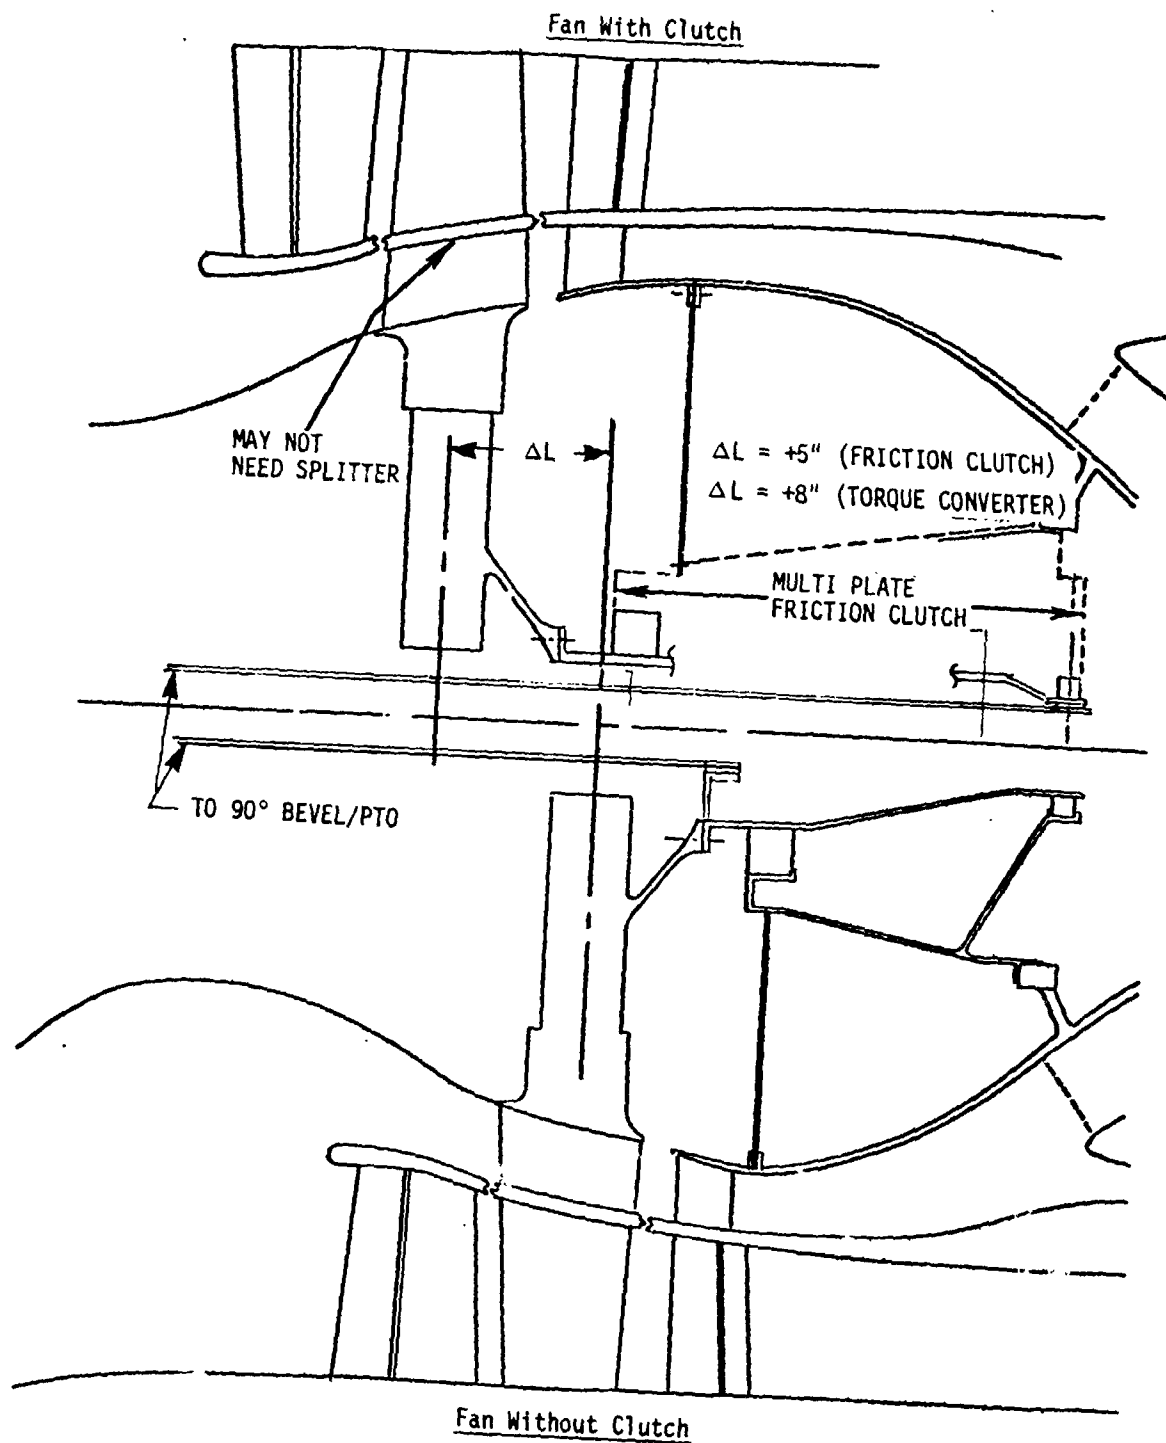 Fan With Clutch
MAY NOT
NEED SPLITTER
ΔL
ΔL = +5" (FRICTION CLUTCH)
ΔL = +8" (TORQUE CONVERTER)
MULTI PLATE
FRICTION CLUTCH
TO 90° BEVEL/PTO
Fan Without Clutch